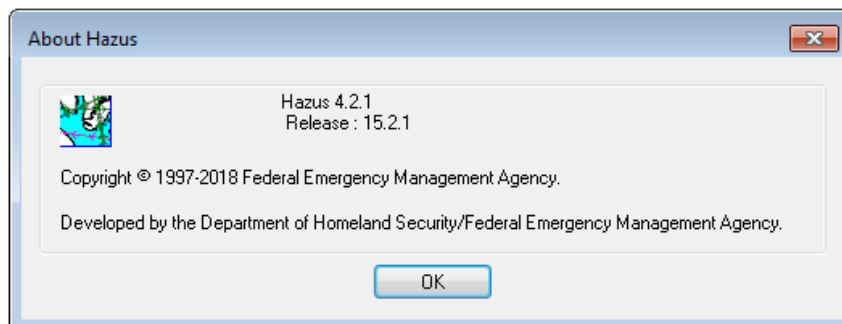 About Hazus
Hazus 4.2.1
Release : 15.2.1
Copyright © 1997-2018 Federal Emergency Management Agency.
Developed by the Department of Homeland Security/Federal Emergency Management Agency.
OK